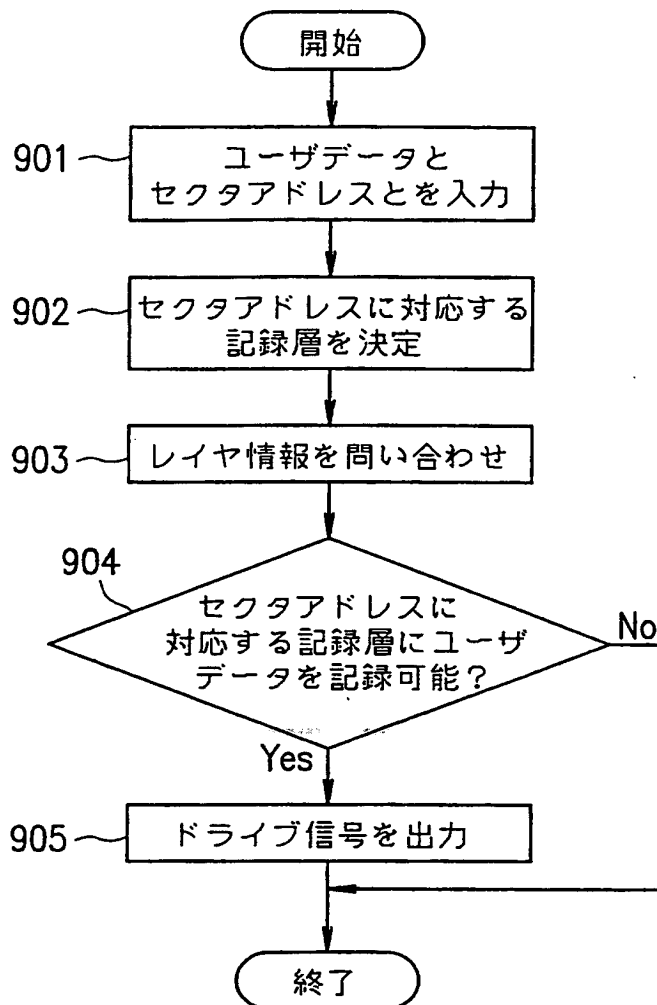 開始
901
ユーザデータと
セクタアドレスとを入力
902
セクタアドレスに対応する
記録層を決定
903
レイヤ情報を問い合わせ
904
セクタアドレスに
対応する記録層にユーザ
データを記録可能？
No
Yes
905
ドライブ信号を出力
終了